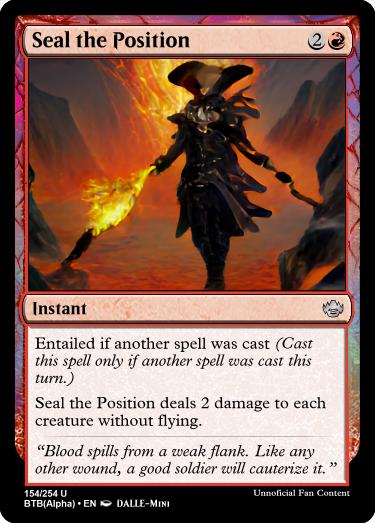 Seal the Position 2
Instant
Entailed if another spell was cast (Cast
this spell only if another spell was cast this
turn.)
Seal the Position deals 2 damage to each
creature without flying.
“Blood spills from a weak flank. Like any
other wound, a good soldier will cauterize it.”
154/254 U
Unofficial Fan Content
BTB(Alpha) • EN DALLE-Mini